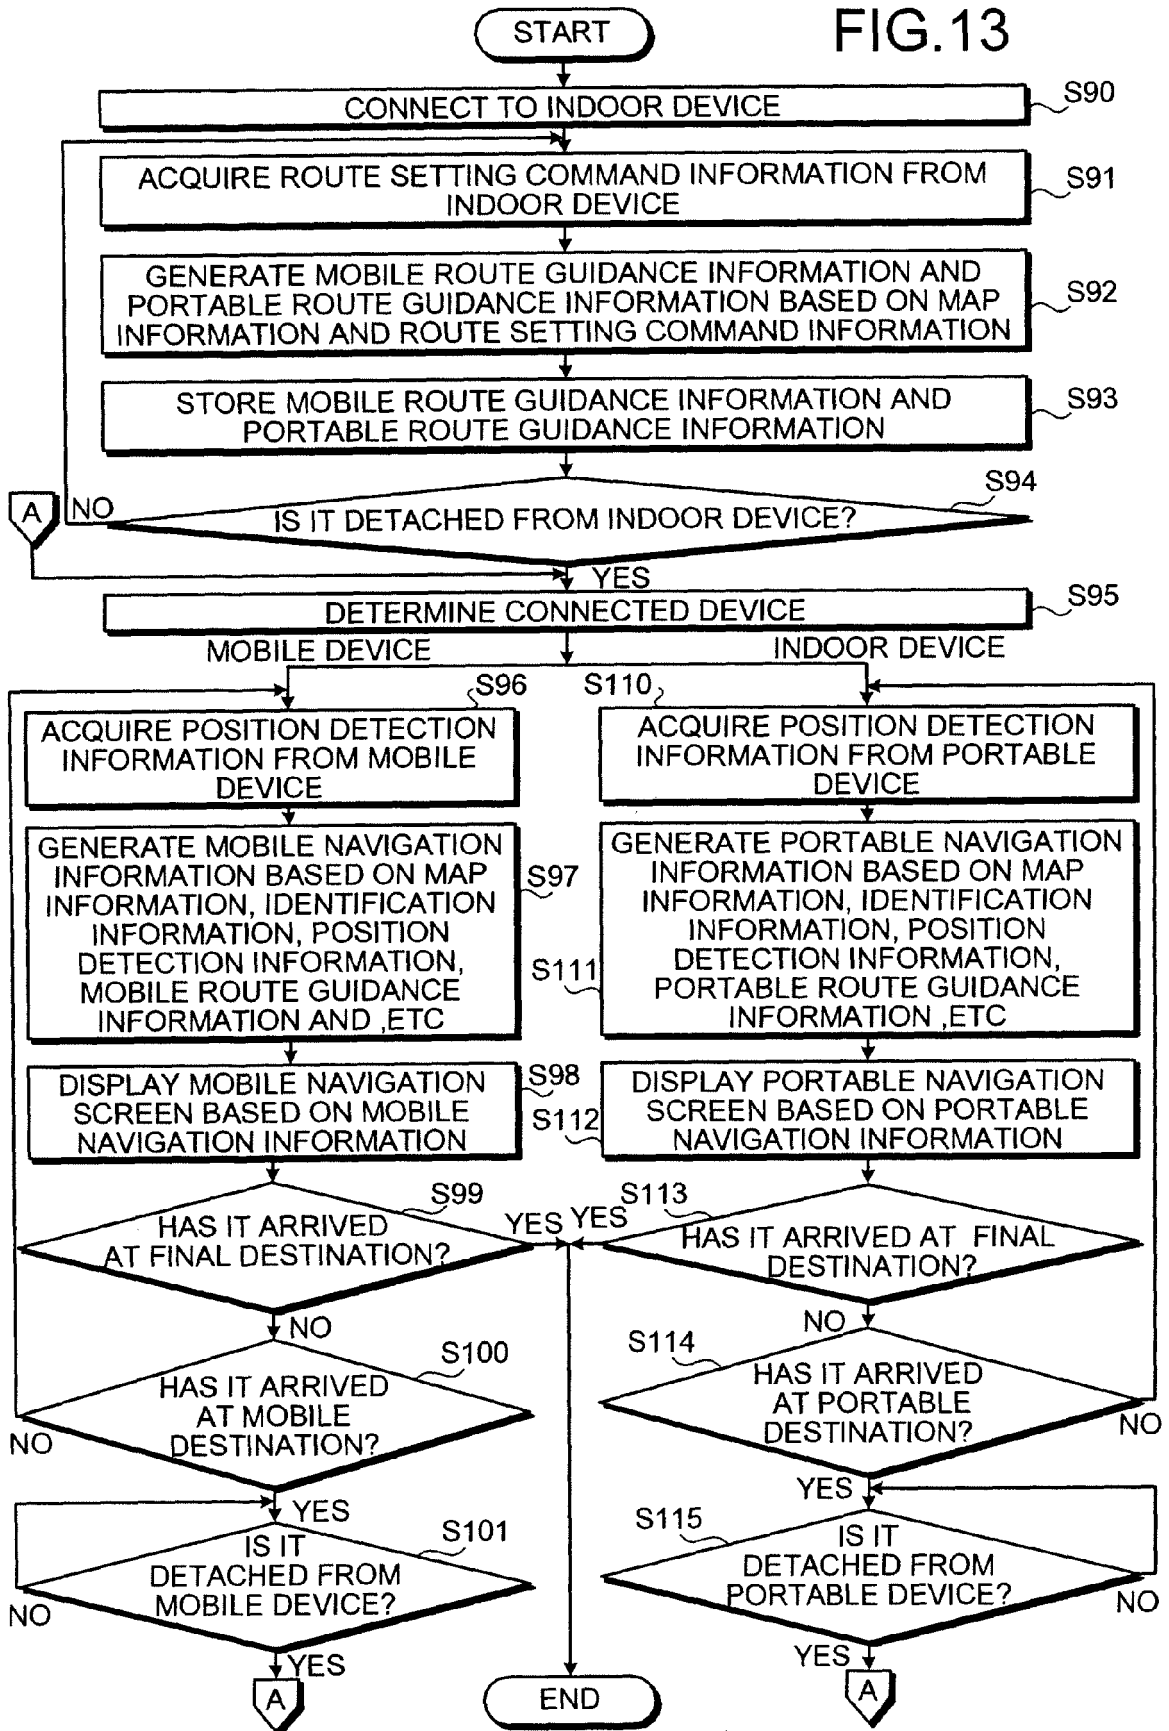 FIG.13
START
CONNECT TO INDOOR DEVICE
S90
ACQUIRE ROUTE SETTING COMMAND INFORMATION FROM
INDOOR DEVICE
S91
GENERATE MOBILE ROUTE GUIDANCE INFORMATION AND
PORTABLE ROUTE GUIDANCE INFORMATION BASED ON MAP
INFORMATION AND ROUTE SETTING COMMAND INFORMATION
S92
STORE MOBILE ROUTE GUIDANCE INFORMATION AND
PORTABLE ROUTE GUIDANCE INFORMATION
S93
A
NO
IS IT DETACHED FROM INDOOR DEVICE?
S94
YES
DETERMINE CONNECTED DEVICE
S95
MOBILE DEVICE
INDOOR DEVICE
S96
ACQUIRE POSITION DETECTION
INFORMATION FROM MOBILE
DEVICE
GENERATE MOBILE NAVIGATION
INFORMATION BASED ON MAP
INFORMATION, IDENTIFICATION
INFORMATION, POSITION
DETECTION INFORMATION,
MOBILE ROUTE GUIDANCE
INFORMATION AND ,ETC
S97
DISPLAY MOBILE NAVIGATION
SCREEN BASED ON MOBILE
NAVIGATION INFORMATION
S98
S99
HAS IT ARRIVED
AT FINAL DESTINATION?
YES
NO
S100
HAS IT ARRIVED
AT MOBILE
DESTINATION?
NO
YES
S101
IS IT
DETACHED FROM
MOBILE DEVICE?
NO
YES
A
S110
ACQUIRE POSITION DETECTION
INFORMATION FROM PORTABLE
DEVICE
GENERATE PORTABLE NAVIGATION
INFORMATION BASED ON MAP
INFORMATION, IDENTIFICATION
INFORMATION, POSITION
DETECTION INFORMATION,
PORTABLE ROUTE GUIDANCE
INFORMATION ,ETC
S111
DISPLAY PORTABLE NAVIGATION
SCREEN BASED ON PORTABLE
NAVIGATION INFORMATION
S112
S113
YES
HAS IT ARRIVED AT FINAL
DESTINATION?
NO
S114
HAS IT ARRIVED
AT PORTABLE
DESTINATION?
NO
YES
S115
IS IT
DETACHED FROM
PORTABLE DEVICE?
NO
YES
A
END